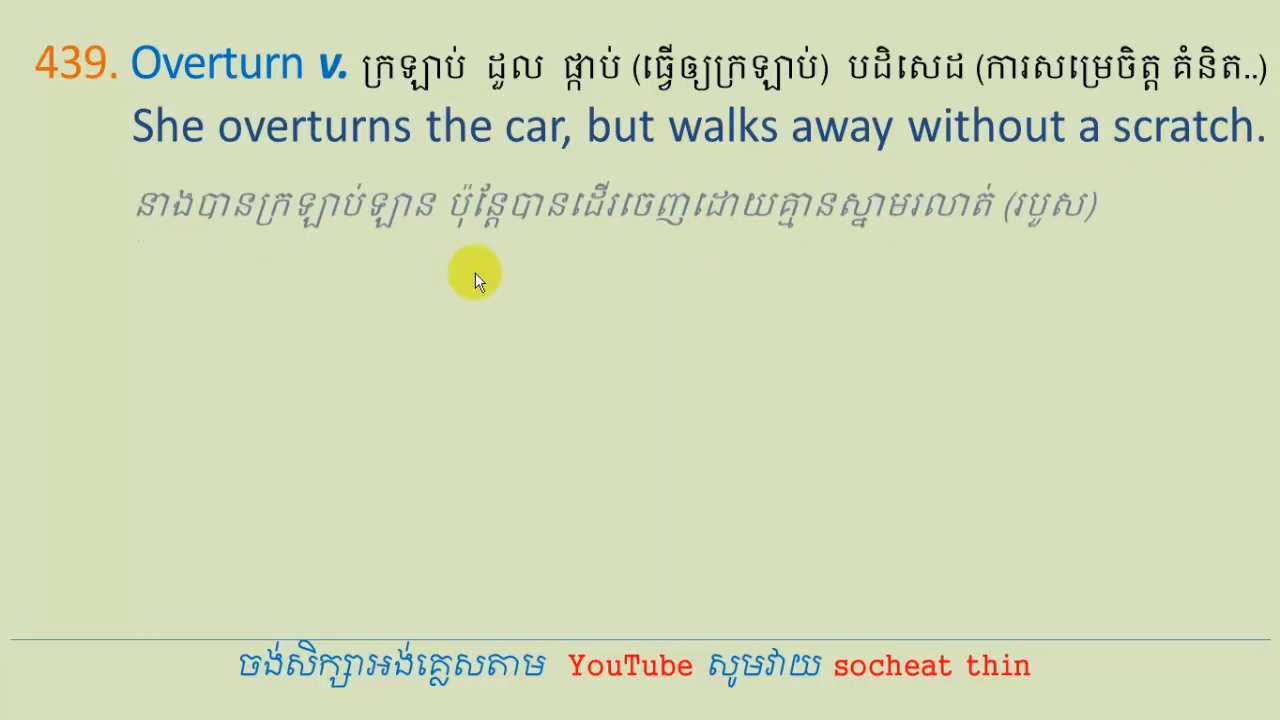 439. Overturn v. ក្រឡាប់ ដួល ផ្កាប់ (ធ្វើឲ្យក្រឡាប់) បដិសេដ (ការសម្រេចិត្ត គំនិត..)
She overturns the car, but walks away without a scratch.
នាងបានក្រឡាប់ឡាន ប៉ុន្តែបានដើរចេញដោយគ្មានស្នាមរលាត់ (របួស)
ចង់សិក្សាអង់គ្លេសតាម YouTube សូមវាយ socheat thin